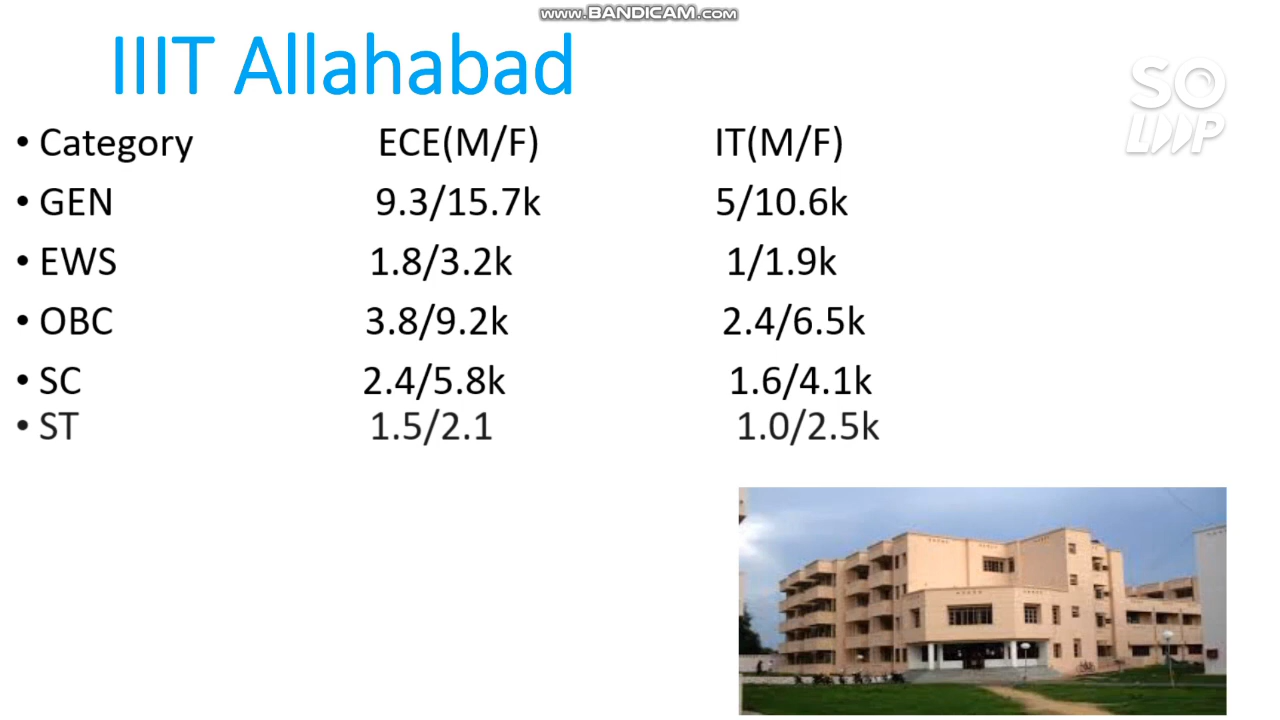 www.BANDICAM.com
IIIT Allahabad
SO
LOOP
• Category ECE(M/F) IT(M/F)
• GEN 9.3/15.7k 5/10.6k
• EWS 1.8/3.2k 1/1.9k
• OBC 3.8/9.2k 2.4/6.5k
• SC 2.4/5.8k 1.6/4.1k
• ST 1.5/2.1 1.0/2.5k